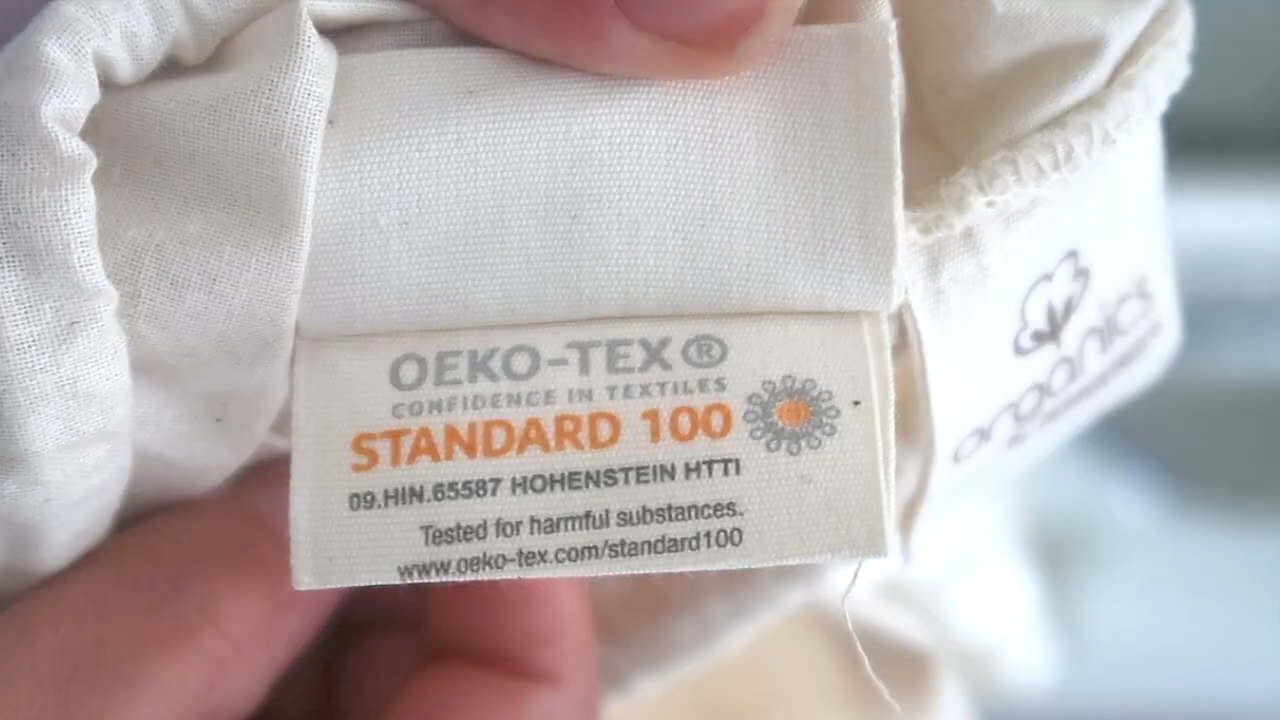 OEKO-TEX®
CONFIDENCE IN TEXTILES
STANDARD 100
09.HIN.65587 HOHENSTEIN HTTI
Tested for harmful substances.
www.oeko-tex.com/standard100
organics